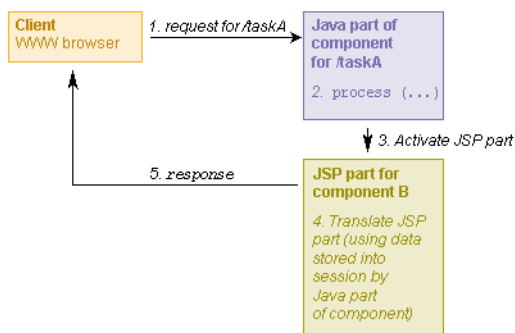 Client
WWW browser
1. request for /taskA
Java part of
component
for /taskA
2. process (...)
3. Activate JSP part
JSP part for
component B
5. response
4. Translate JSP
part (using data
stored into
session by
Java part
of component)